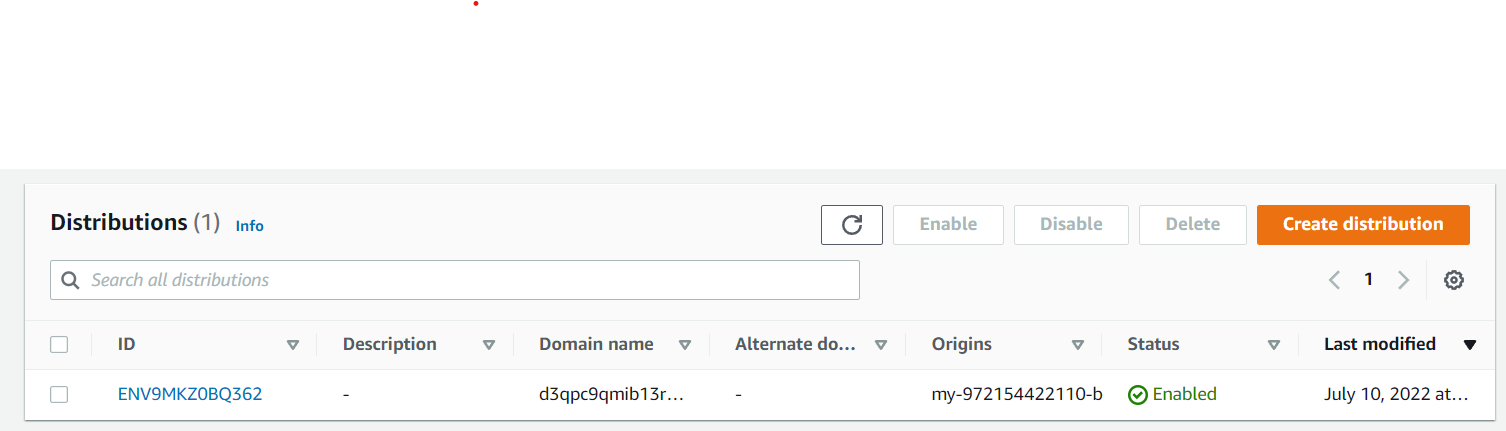 Distributions (1) Info
Enable Disable Delete Create distribution
Search all distributions
1
ID Description Domain name Alternate do... Origins Status Last modified
ENV9MKZ0BQ362 - d3qpc9qmib13r... - my-972154422110-b Enabled July 10, 2022 at...